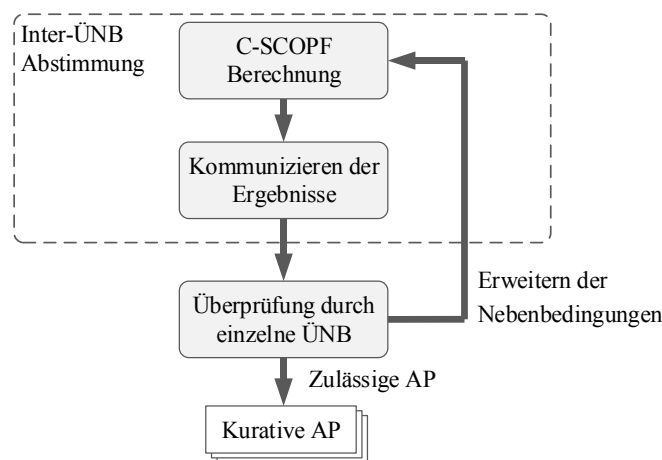 Inter-ÜNB
Abstimmung
C-SCOPF
Berechnung
Kommunizieren der
Ergebnisse
Überprüfung durch
einzelne ÜNB
Erweitern der
Nebenbedingungen
Zulässige AP
Kurative AP